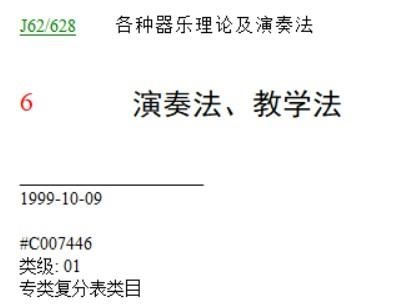 J62/628 各种器乐理论及演奏法
6 演奏法、教学法
1999-10-09
#C007446
类级: 01
专类复分表类目